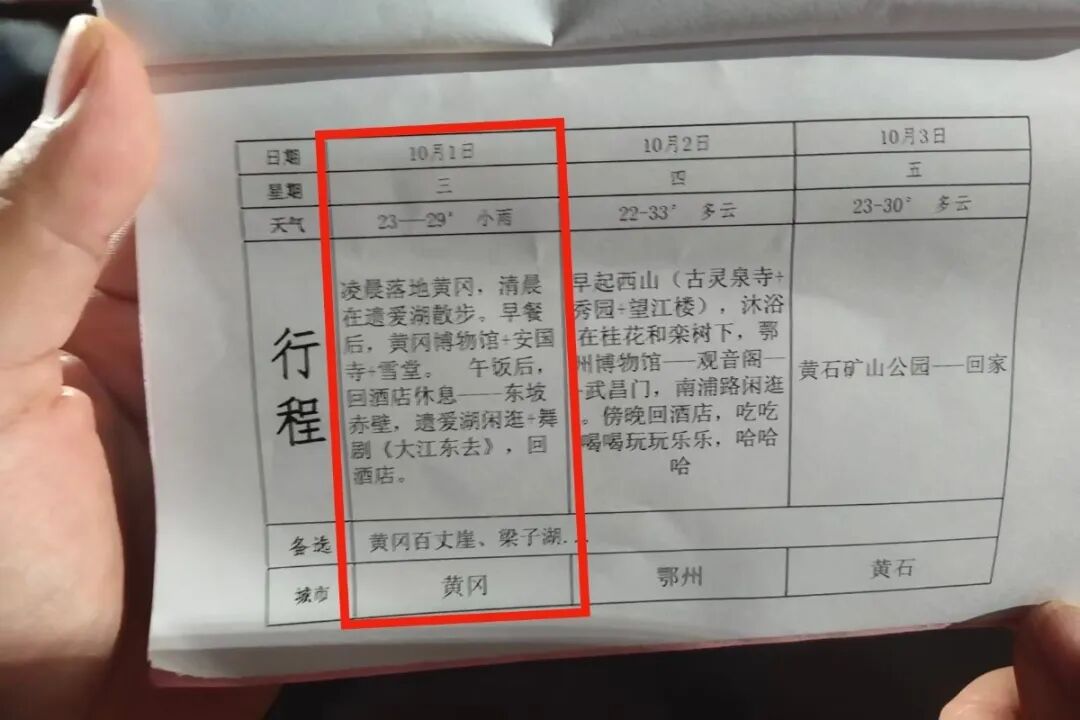 日期 10月1日 10月2日 10月3日
星期 三 四 五
天气 23—29° 小雨 22-33° 多云 23-30° 多云
行程
凌晨落地黄冈，清晨
在遗爱湖散步。早餐
后，黄冈博物馆+安国
寺+雪堂。 午饭后，
回酒店休息——东坡
赤壁，遗爱湖闲逛+舞
剧《大江东去》，回
酒店。
早起西山（古灵泉寺+
秀园+望江楼），沐浴
在桂花和栾树下，鄂
州博物馆——观音阁—
-武昌门，南浦路闲逛
。傍晚回酒店，吃吃
喝喝玩玩乐乐，哈哈
哈
黄石矿山公园——回家
备选 黄冈百丈崖、梁子湖...
城市 黄冈 鄂州 黄石